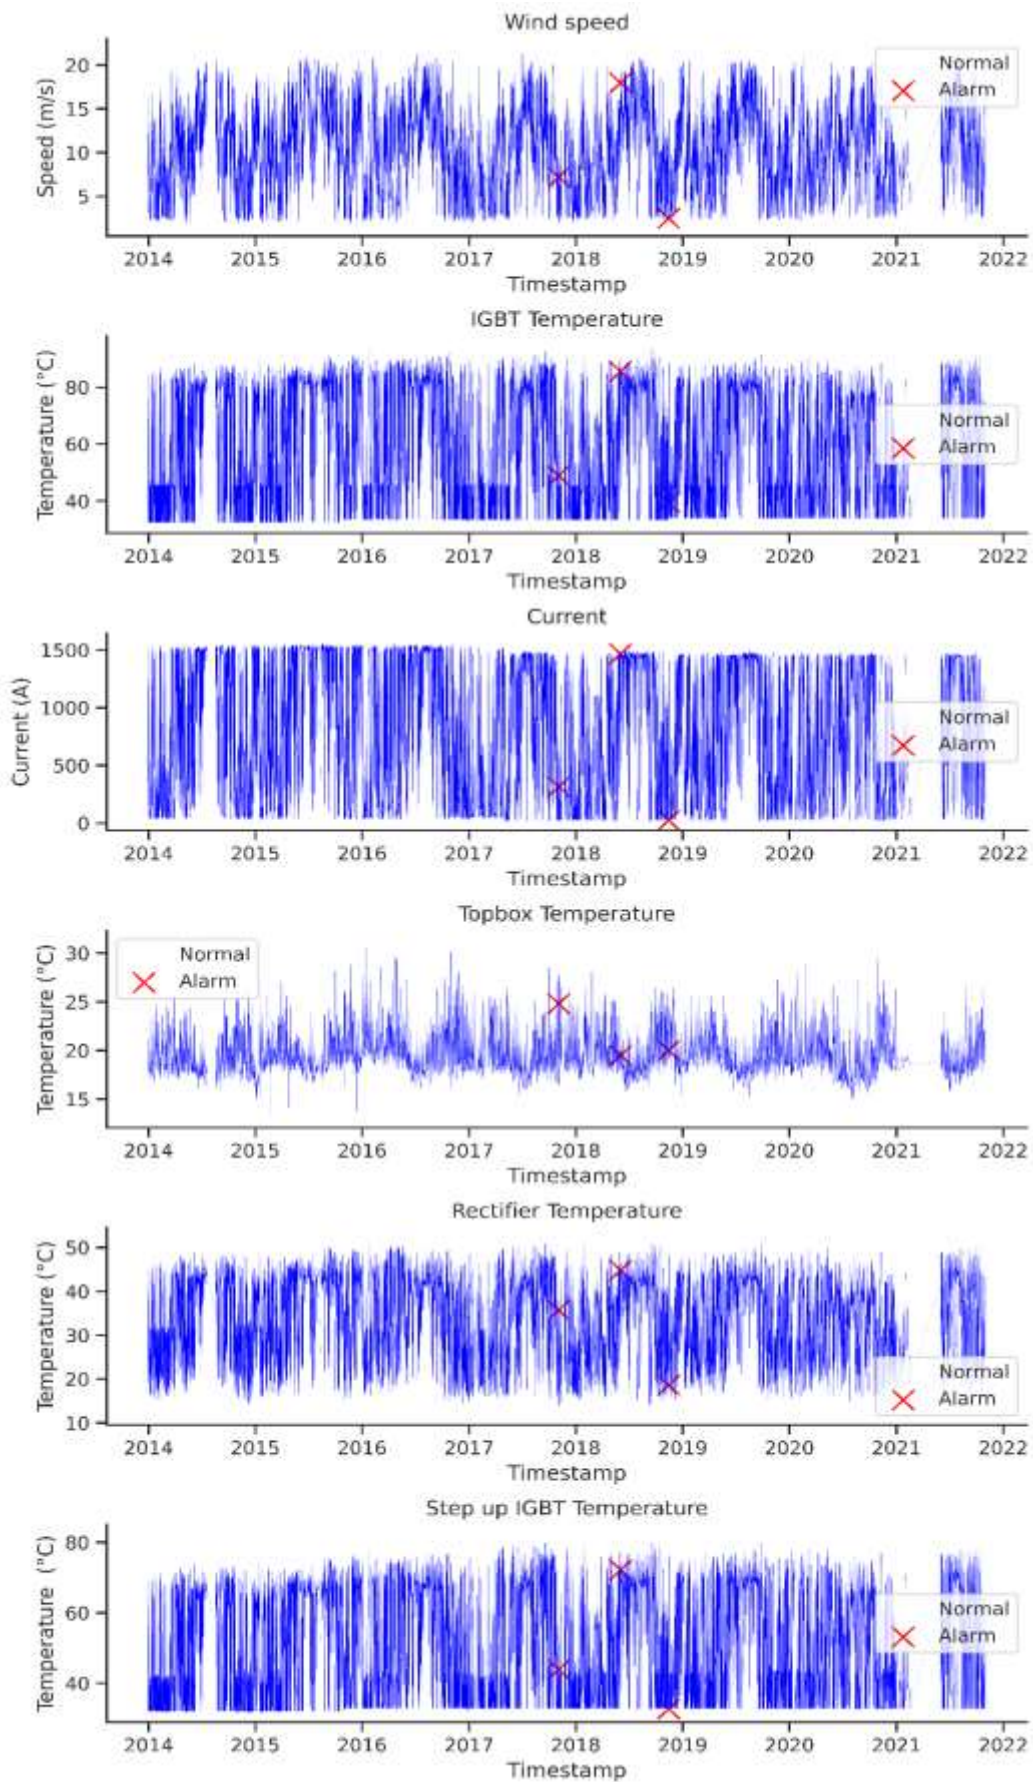 Wind speed
Speed (m/s)
20
15
10
5
Normal
Alarm
2014 2015 2016 2017 2018 2019 2020 2021 2022
Timestamp
IGBT Temperature
Temperature (°C)
80
60
40
Normal
Alarm
2014 2015 2016 2017 2018 2019 2020 2021 2022
Timestamp
Current
Current (A)
1500
1000
500
0
Normal
Alarm
2014 2015 2016 2017 2018 2019 2020 2021 2022
Timestamp
Topbox Temperature
Temperature (°C)
30
25
20
15
Normal
Alarm
2014 2015 2016 2017 2018 2019 2020 2021 2022
Timestamp
Rectifier Temperature
Temperature (°C)
50
40
30
20
10
Normal
Alarm
2014 2015 2016 2017 2018 2019 2020 2021 2022
Timestamp
Step up IGBT Temperature
Temperature (°C)
80
60
40
Normal
Alarm
2014 2015 2016 2017 2018 2019 2020 2021 2022
Timestamp